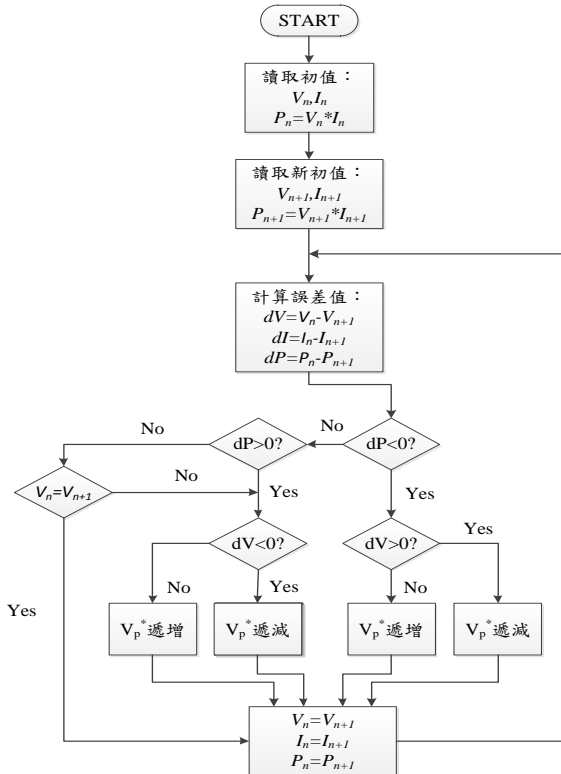 START
讀取初值：
Vn,In
Pn=Vn*In
讀取新初值：
Vn+1,In+1
Pn+1=Vn+1*In+1
計算誤差值：
dV=Vn-Vn+1
dI=In-In+1
dP=Pn-Pn+1
No
dP>0?
No
dP<0?
Vn=Vn+1
No
Yes
Yes
dV<0?
dV>0?
Yes
Yes
No
Yes
No
Vp*遞增
Vp*遞減
Vp*遞增
Vp*遞減
Vn=Vn+1
In=In+1
Pn=Pn+1